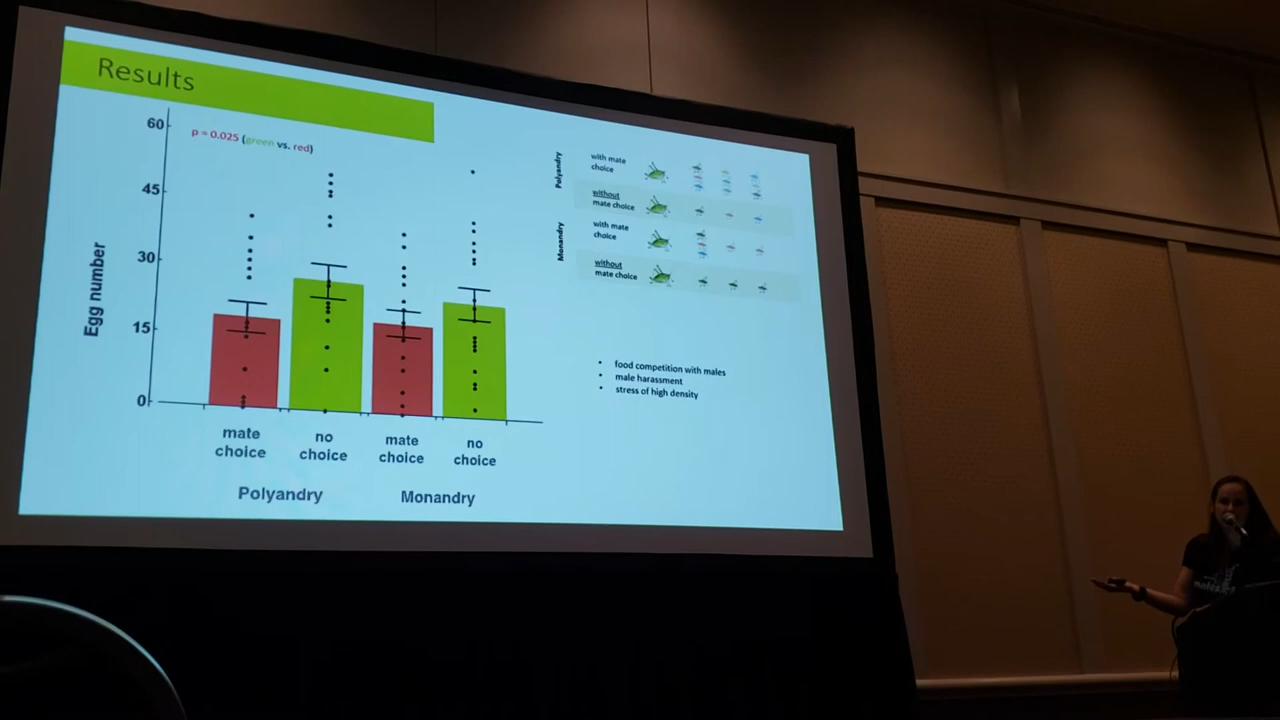 Results
60
45
30
15
0
p = 0.025 (green vs. red)
Egg number
mate
choice
no
choice
mate
choice
no
choice
Polyandry
Monandry
Polyandry
with mate
choice
without
mate choice
Monandry
with mate
choice
without
mate choice
• food competition with males
• male harassment
• stress of high density